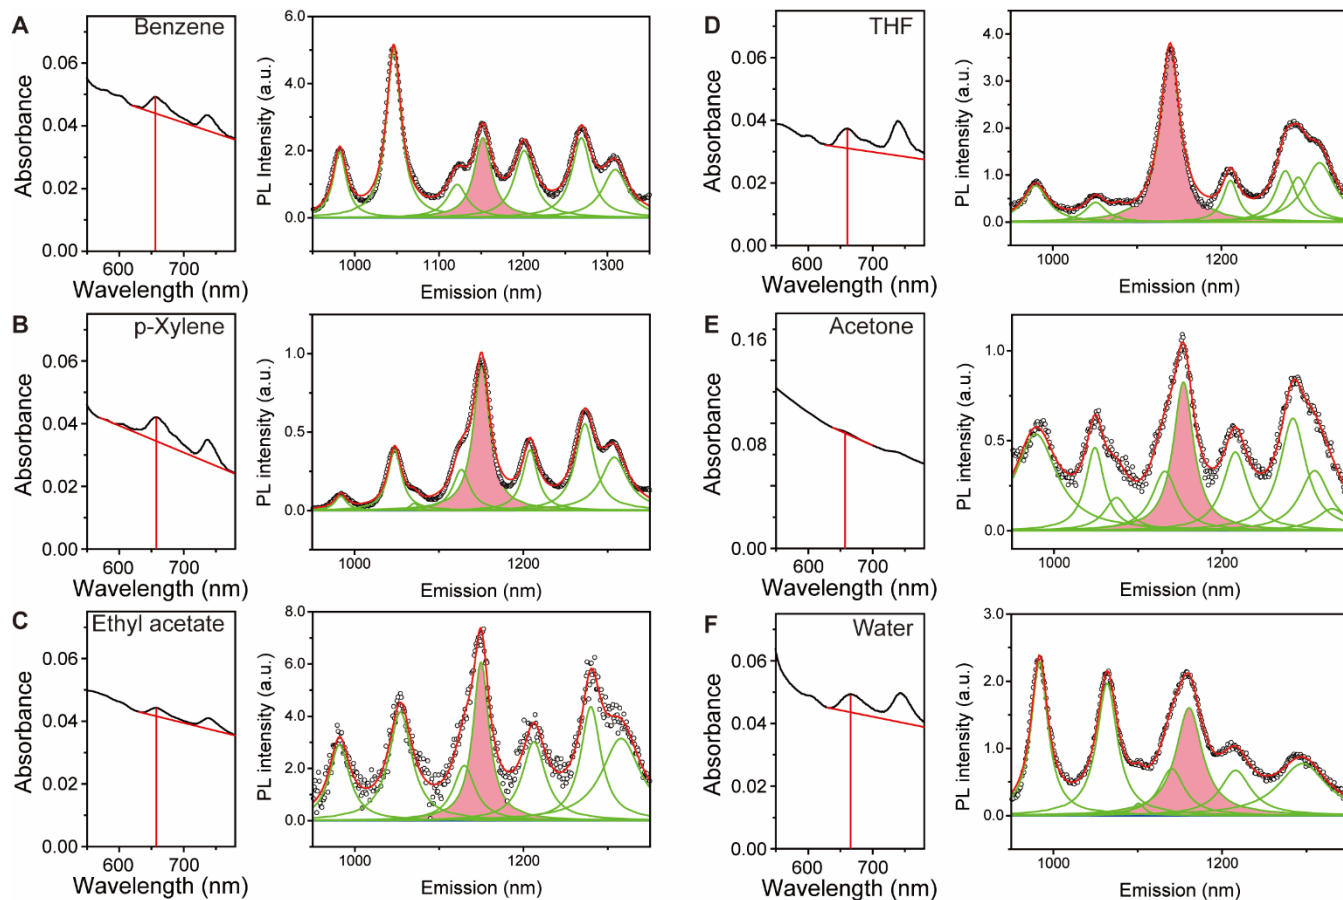 A
Benzene
Absorbance
0.06
0.04
0.02
0.00
600
700
Wavelength (nm)
PL Intensity (a.u.)
6.0
4.0
2.0
0.0
1000
1100
1200
1300
Emission (nm)
D
THF
Absorbance
0.06
0.04
0.02
0.00
600
700
Wavelength (nm)
PL Intensity (a.u.)
4.0
3.0
2.0
1.0
0.0
1000
1200
Emission (nm)
B
p-Xylene
Absorbance
0.06
0.04
0.02
0.00
600
700
Wavelength (nm)
PL intensity (a.u.)
1.0
0.5
0.0
1000
1200
Emission (nm)
E
Acetone
Absorbance
0.16
0.08
0.00
600
700
Wavelength (nm)
PL intensity (a.u.)
1.0
0.5
0.0
1000
1200
Emission (nm)
C
Ethyl acetate
Absorbance
0.06
0.04
0.02
0.00
600
700
Wavelength (nm)
PL intensity (a.u.)
8.0
6.0
4.0
2.0
0.0
1000
1200
Emission (nm)
F
Water
Absorbance
0.06
0.04
0.02
0.00
600
700
Wavelength (nm)
PL intensity (a.u.)
3.0
2.0
1.0
0.0
1000
1200
Emission (nm)